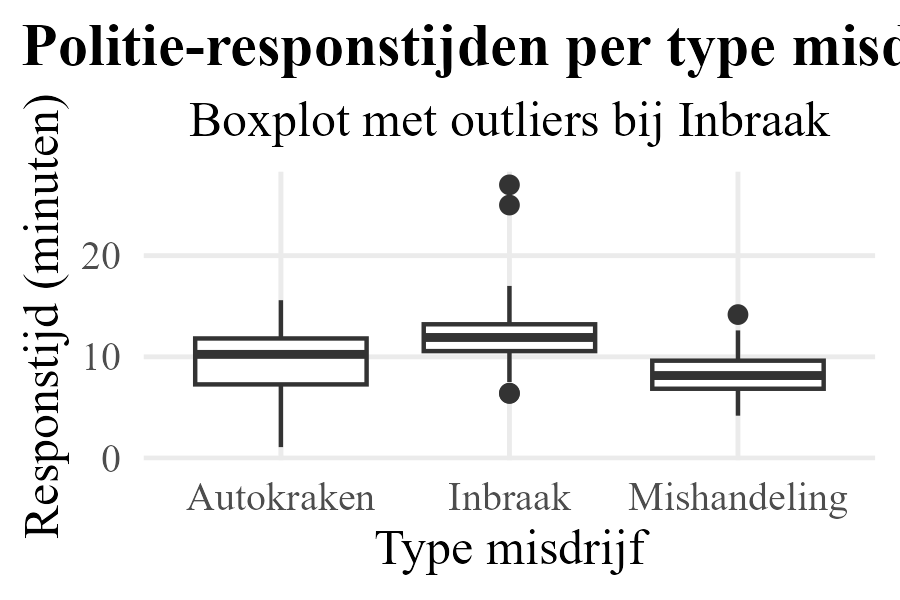 Politie-responstijden per type misd
Boxplot met outliers bij Inbraak
Responstijd (minuten)
20
10
0
Autokraken Inbraak Mishandeling
Type misdrijf